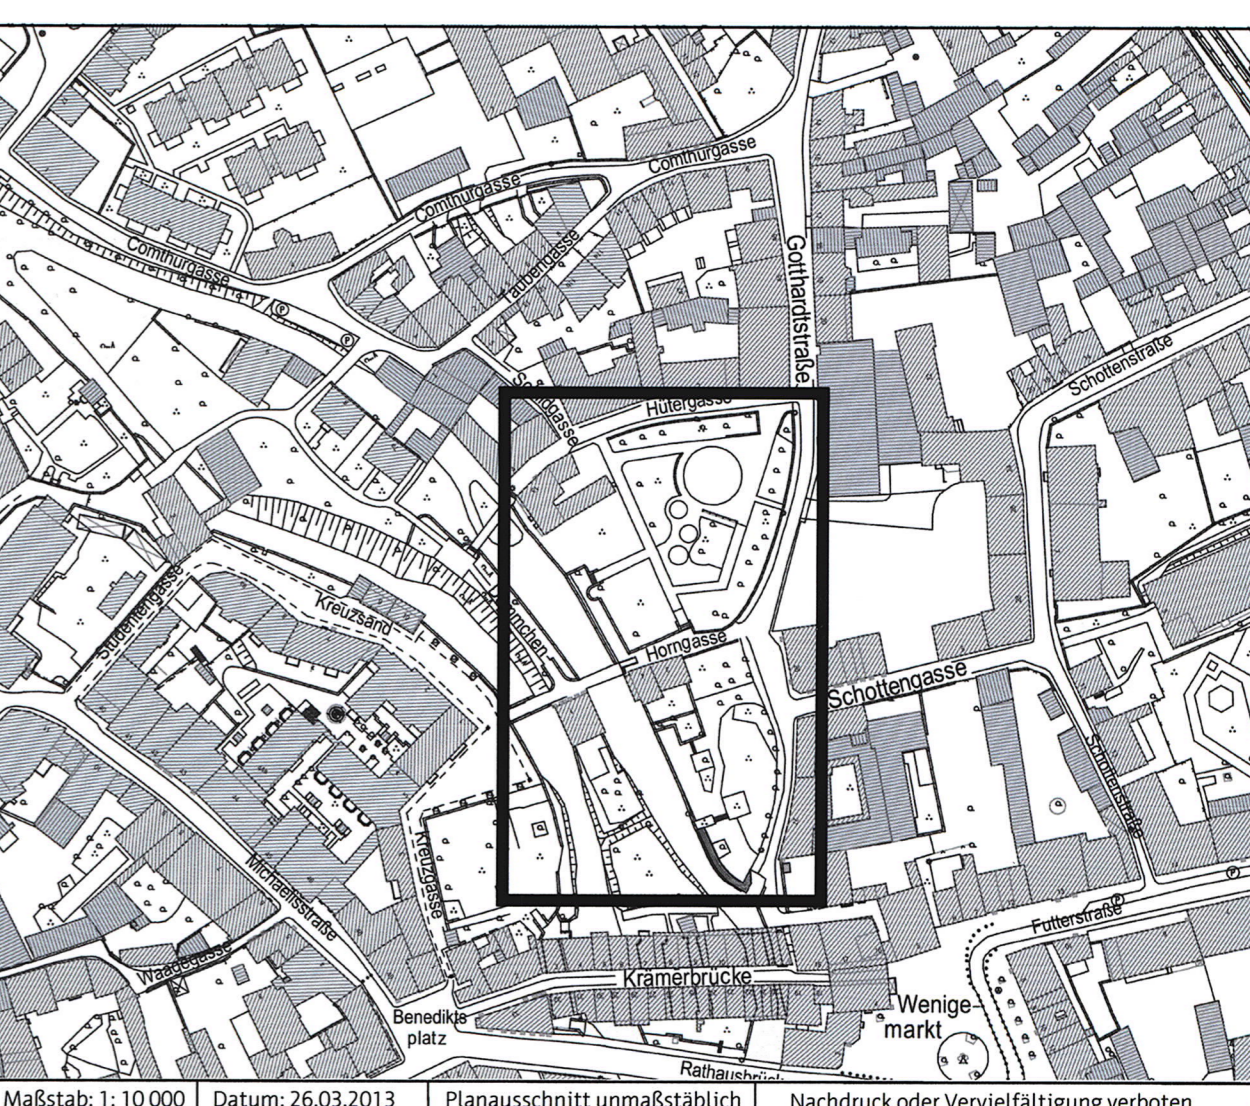 Comthurgasse
Comthurgasse
Comthurgasse
Taubengasse
Gotthardtstraße
Schottenstraße
Hütergasse
Studentengasse
Kreuzsand
Horngasse
Schottengasse
Schottenstraße
Kreuzgasse
Michaelisstraße
Waagegasse
Futterstraße
Krämerbrücke
Wenige-
markt
Benedikts
platz
Maßstab: 1: 10 000
Datum: 26.03.2013
Planausschnitt unmaßstäblich
Nachdruck oder Vervielfältigung verboten